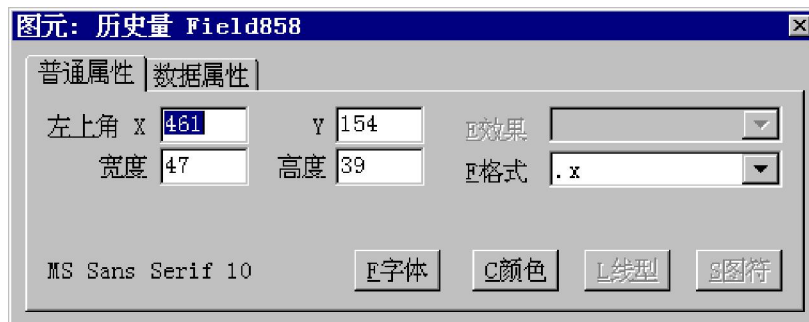 图元: 历史量 Field858
普通属性 数据属性
左上角 X 461 Y 154 E效果
宽度 47 高度 39 F格式 .x
MS Sans Serif 10 F字体 C颜色 L线型 S图符